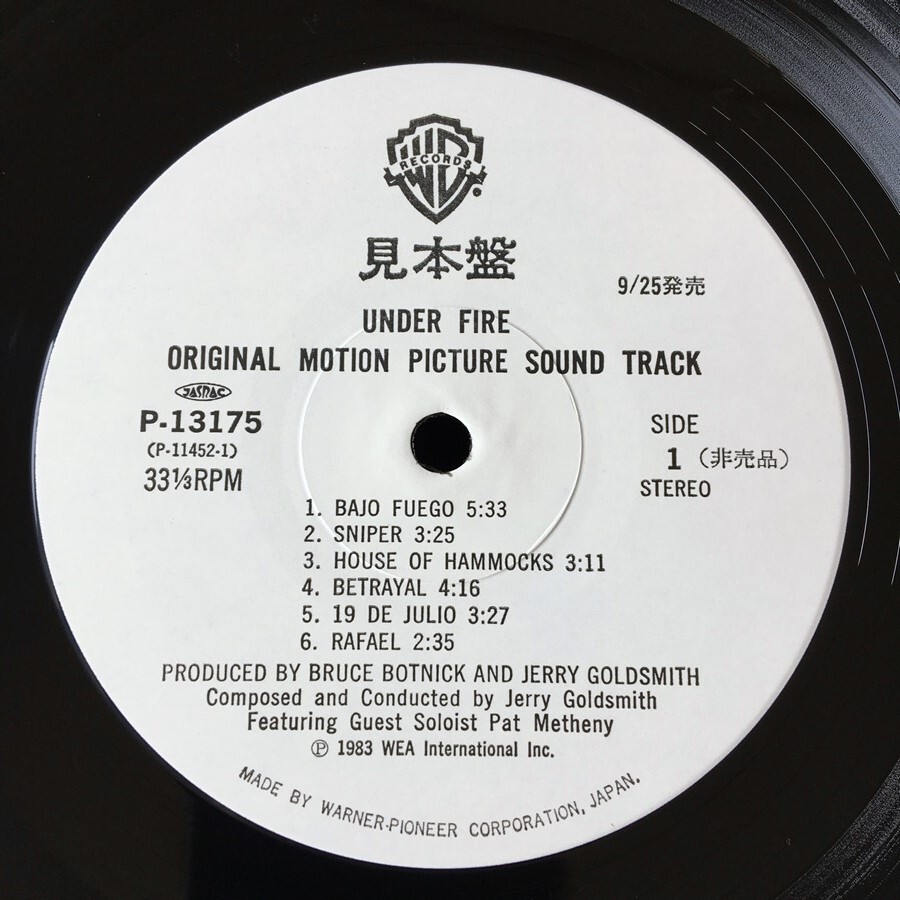 WB
RECORDS
見本盤
9/25発売
UNDER FIRE
ORIGINAL MOTION PICTURE SOUND TRACK
JASRAC
P-13175
(P-11452-1)
33⅓RPM
SIDE
1 (非売品)
STEREO
1. BAJO FUEGO 5:33
2. SNIPER 3:25
3. HOUSE OF HAMMOCKS 3:11
4. BETRAYAL 4:16
5. 19 DE JULIO 3:27
6. RAFAEL 2:35
PRODUCED BY BRUCE BOTNICK AND JERRY GOLDSMITH
Composed and Conducted by Jerry Goldsmith
Featuring Guest Soloist Pat Metheny
Ⓟ 1983 WEA International Inc.
MADE BY WARNER-PIONEER CORPORATION, JAPAN.